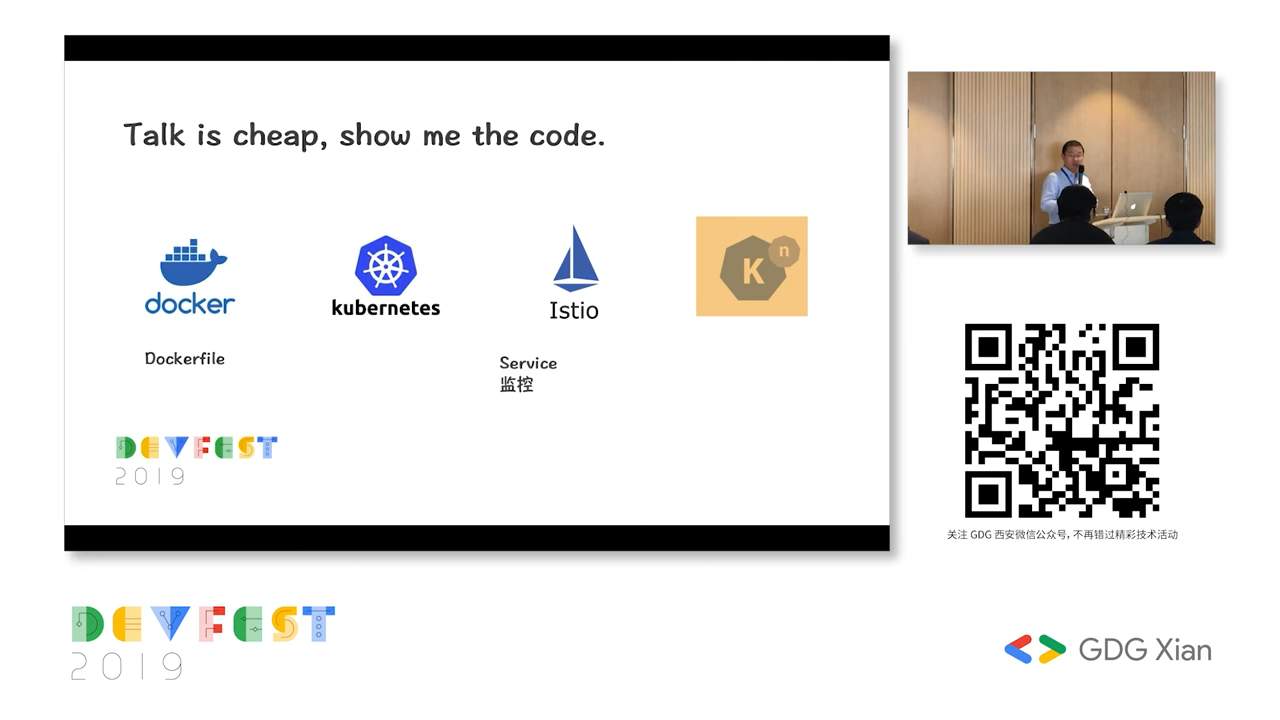 Talk is cheap, show me the code.
docker
kubernetes
Istio
K
n
Dockerfile
Service
监控
DEVFEST
2019
关注 GDG 西安微信公众号, 不再错过精彩技术活动
DEVFEST
2019
GDG Xian